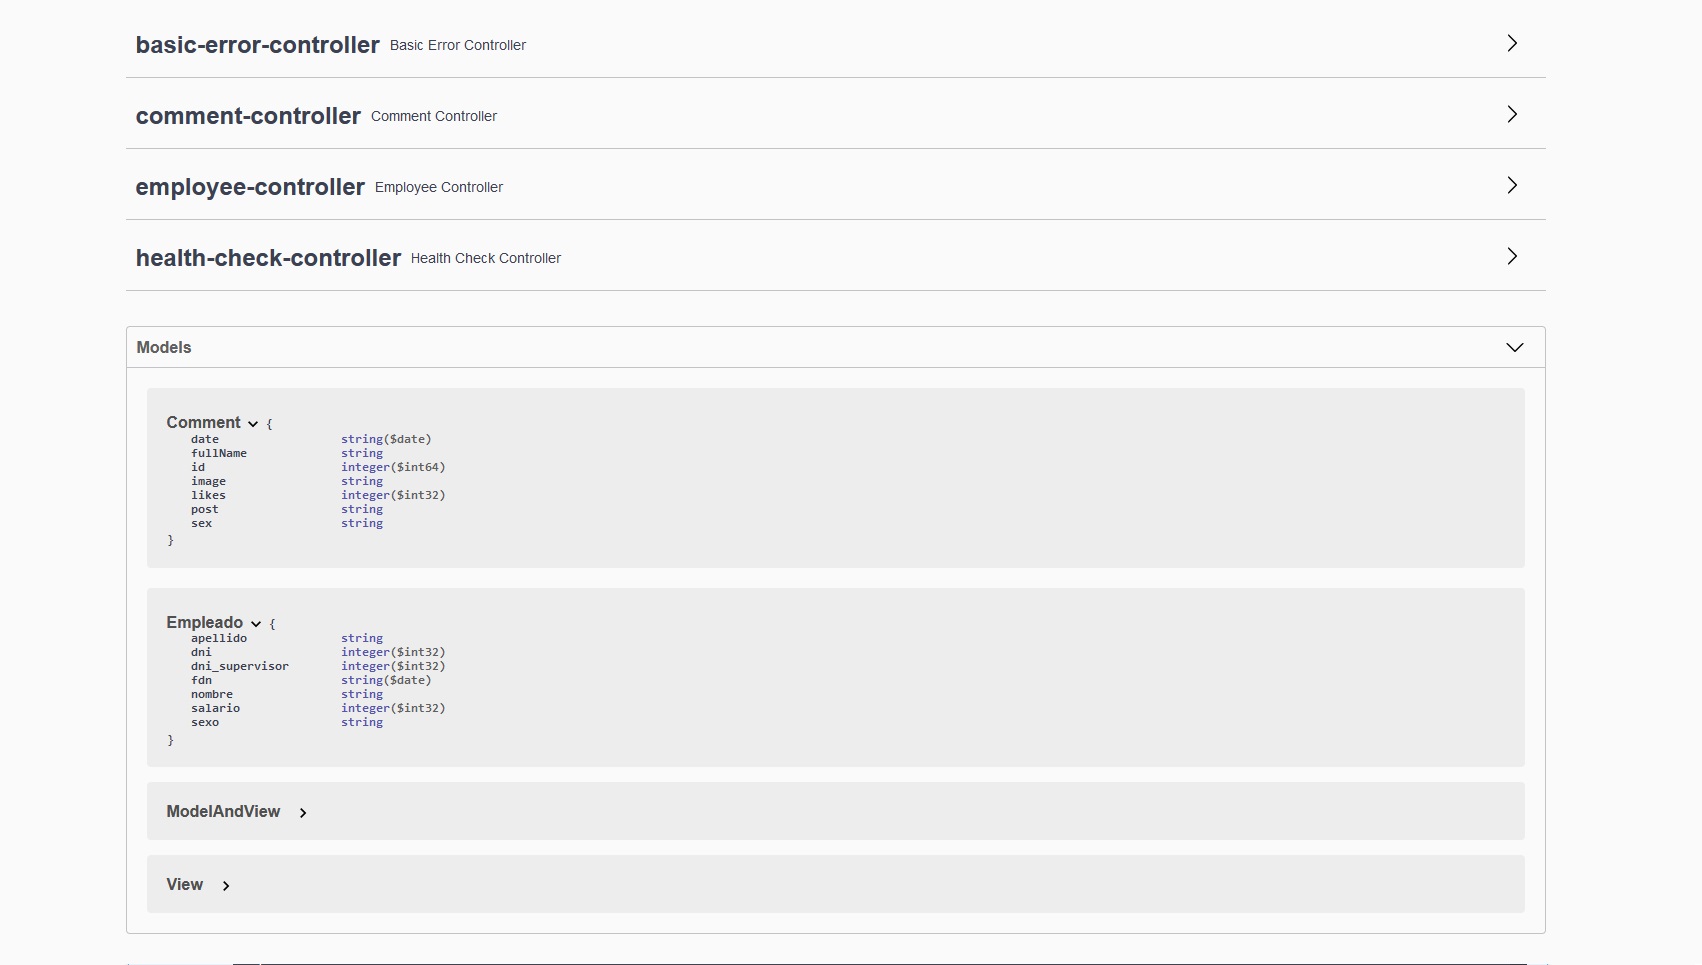 basic-error-controller Basic Error Controller
comment-controller Comment Controller
employee-controller Employee Controller
health-check-controller Health Check Controller
Models
Comment {
date string($date)
fullName string
id integer($int64)
image string
likes integer($int32)
post string
sex string
}
Empleado {
apellido string
dni integer($int32)
dni_supervisor integer($int32)
fdn string($date)
nombre string
salario integer($int32)
sexo string
}
ModelAndView
View